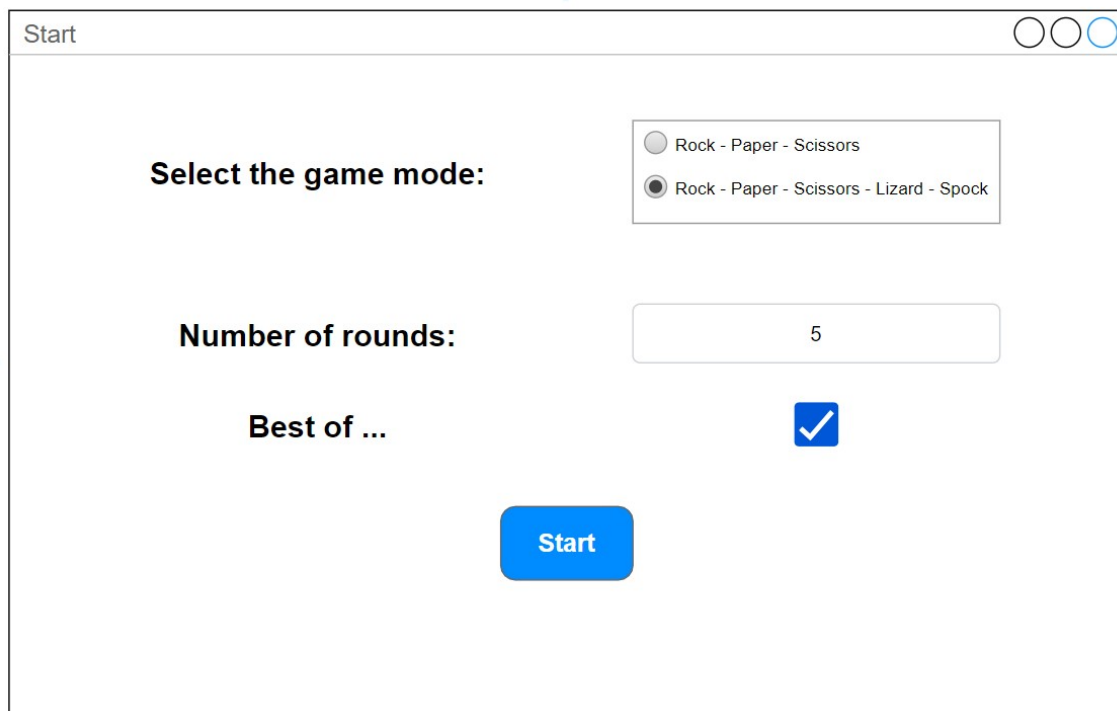 Start
Select the game mode:
Rock - Paper - Scissors
Rock - Paper - Scissors - Lizard - Spock
Number of rounds:
5
Best of ...
Start